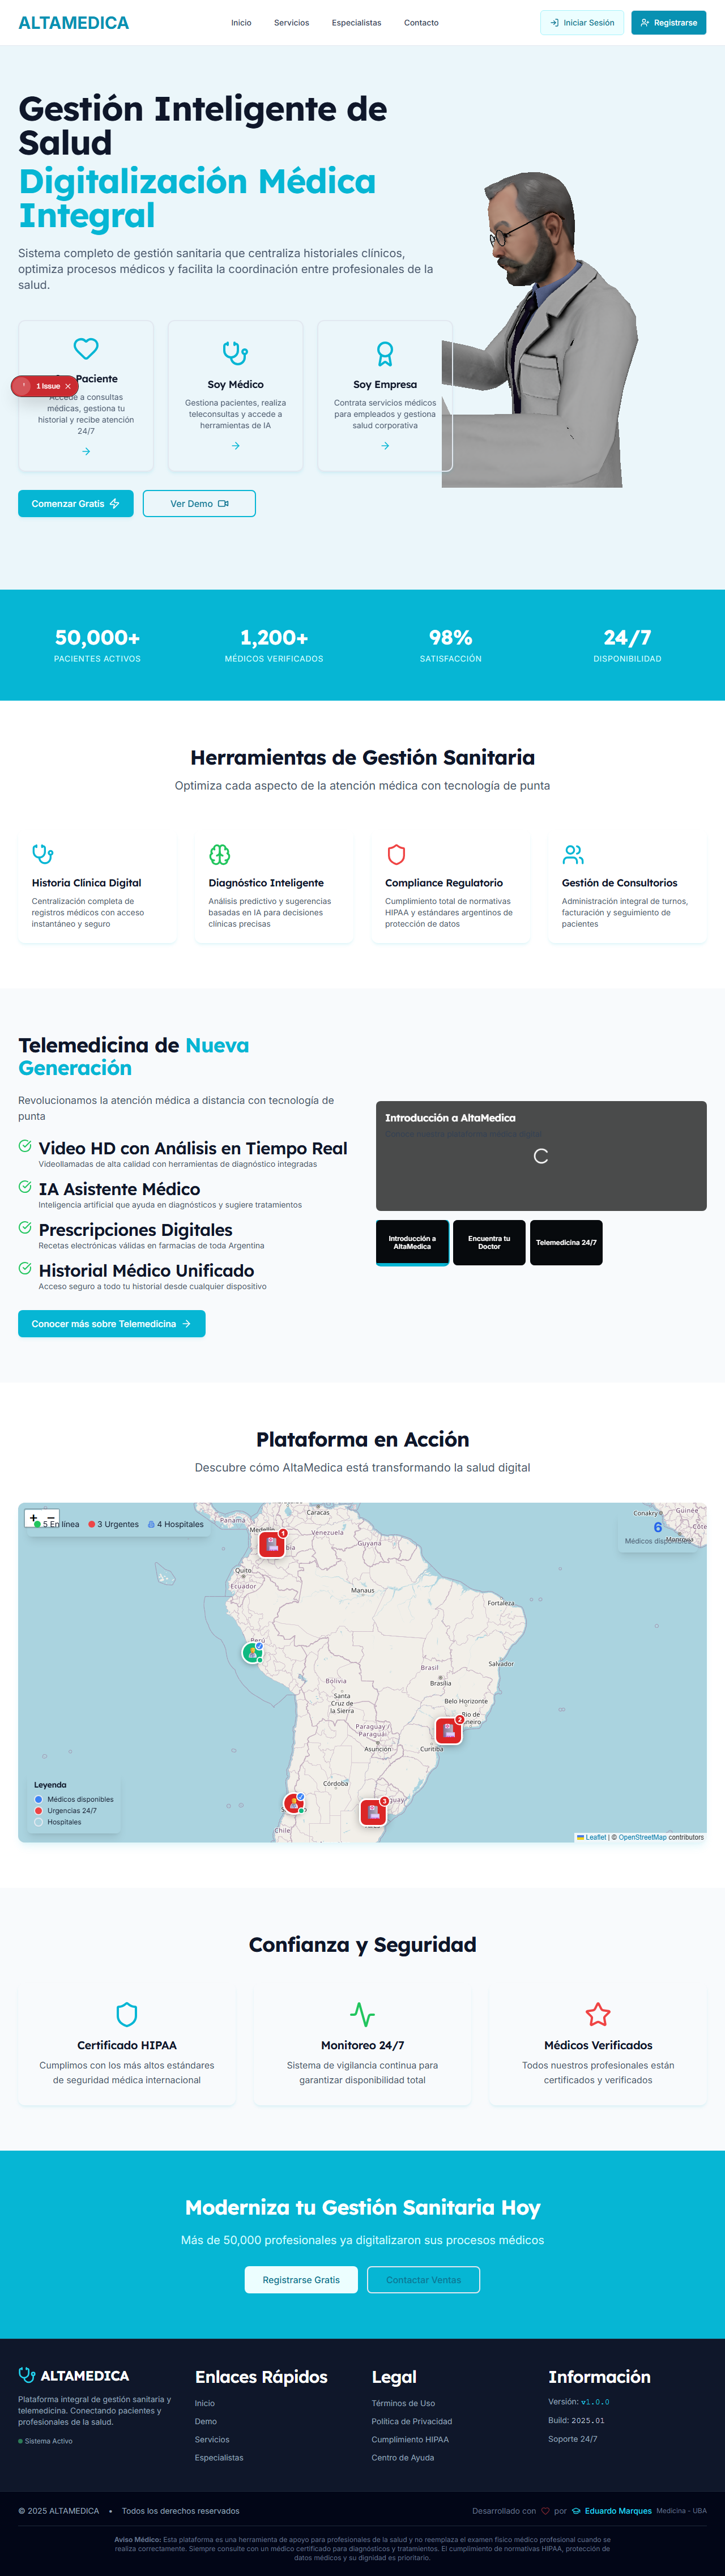 ALTAMEDICA
Inicio
Servicios
Especialistas
Contacto
Iniciar Sesión
Registrarse
Gestión Inteligente de
Salud
Digitalización Médica
Integral
Sistema completo de gestión sanitaria que centraliza historiales clínicos,
optimiza procesos médicos y facilita la coordinación entre profesionales de la
salud.
Paciente
1 Issue
Accede a consultas
médicas, gestiona tu
historial y recibe atención
24/7
Soy Médico
Gestiona pacientes, realiza
teleconsultas y accede a
herramientas de IA
Soy Empresa
Contrata servicios médicos
para empleados y gestiona
salud corporativa
Comenzar Gratis
Ver Demo
50,000+
PACIENTES ACTIVOS
1,200+
MÉDICOS VERIFICADOS
98%
SATISFACCIÓN
24/7
DISPONIBILIDAD
Herramientas de Gestión Sanitaria
Optimiza cada aspecto de la atención médica con tecnología de punta
Historia Clínica Digital
Centralización completa de
registros médicos con acceso
instantáneo y seguro
Diagnóstico Inteligente
Análisis predictivo y sugerencias
basadas en IA para decisiones
clínicas precisas
Compliance Regulatorio
Cumplimiento total de normativas
HIPAA y estándares argentinos de
protección de datos
Gestión de Consultorios
Administración integral de turnos,
facturación y seguimiento de
pacientes
Telemedicina de Nueva
Generación
Revolucionamos la atención médica a distancia con tecnología de
punta
Video HD con Análisis en Tiempo Real
Videollamadas de alta calidad con herramientas de diagnóstico integradas
IA Asistente Médico
Inteligencia artificial que ayuda en diagnósticos y sugiere tratamientos
Prescripciones Digitales
Recetas electrónicas válidas en farmacias de toda Argentina
Historial Médico Unificado
Acceso seguro a todo tu historial desde cualquier dispositivo
Conocer más sobre Telemedicina
Introducción a AltaMedica
Introducción a
AltaMedica
Encuentra tu
Doctor
Telemedicina 24/7
Plataforma en Acción
Descubre cómo AltaMedica está transformando la salud digital
+
−
5 En línea
3 Urgentes
4 Hospitales
6
Médicos disponibles
Panamá
Caracas
Medellín
Venezuela
Guyana
Conakry
Guinée
Monrovia
Quito
Ecuador
Manaus
Fortaleza
Perú
Brasil
Salvador
Bolivia
Brasília
Santa
Cruz de
la Sierra
Belo Horizonte
Rio de
Janeiro
Paraguay
Paraguái
Asunción
Curitiba
Córdoba
Chile
1
2
3
Leyenda
Médicos disponibles
Urgencias 24/7
Hospitales
Leaflet | © OpenStreetMap contributors
Confianza y Seguridad
Certificado HIPAA
Cumplimos con los más altos estándares
de seguridad médica internacional
Monitoreo 24/7
Sistema de vigilancia continua para
garantizar disponibilidad total
Médicos Verificados
Todos nuestros profesionales están
certificados y verificados
Moderniza tu Gestión Sanitaria Hoy
Más de 50,000 profesionales ya digitalizaron sus procesos médicos
Registrarse Gratis
Contactar Ventas
ALTAMEDICA
Plataforma integral de gestión sanitaria y
telemedicina. Conectando pacientes y
profesionales de la salud.
Sistema Activo
Enlaces Rápidos
Inicio
Demo
Servicios
Especialistas
Legal
Términos de Uso
Política de Privacidad
Cumplimiento HIPAA
Centro de Ayuda
Información
Versión: v1.0.0
Build: 2025.01
Soporte 24/7
© 2025 ALTAMEDICA • Todos los derechos reservados
Desarrollado con por Eduardo Marques Medicina - UBA
Aviso Médico: Esta plataforma es una herramienta de apoyo para profesionales de la salud y no reemplaza el examen físico médico profesional cuando se
realiza correctamente. Siempre consulte con un médico certificado para diagnósticos y tratamientos. El cumplimiento de normativas HIPAA, protección de
datos médicos y su dignidad es prioritario.